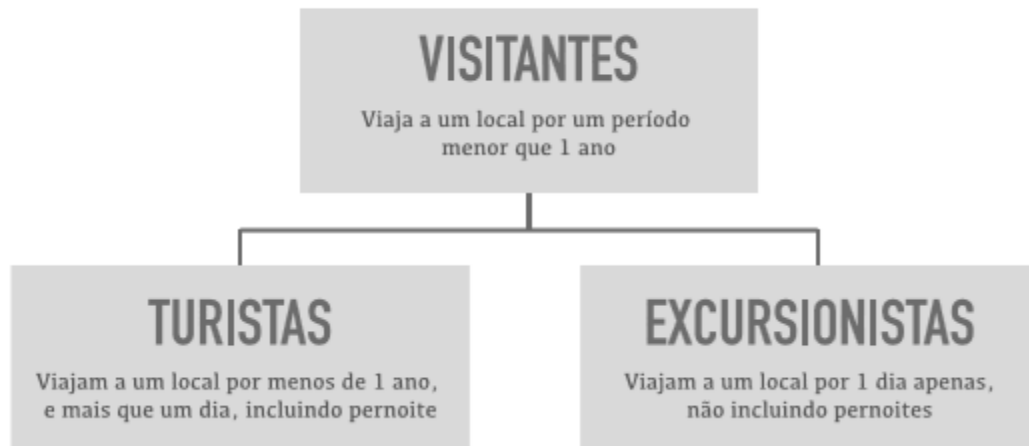 VISITANTES
Viaja a um local por um período
menor que 1 ano
TURISTAS
Viajam a um local por menos de 1 ano,
e mais que um dia, incluindo pernoite
EXCURSIONISTAS
Viajam a um local por 1 dia apenas,
não incluindo pernoites